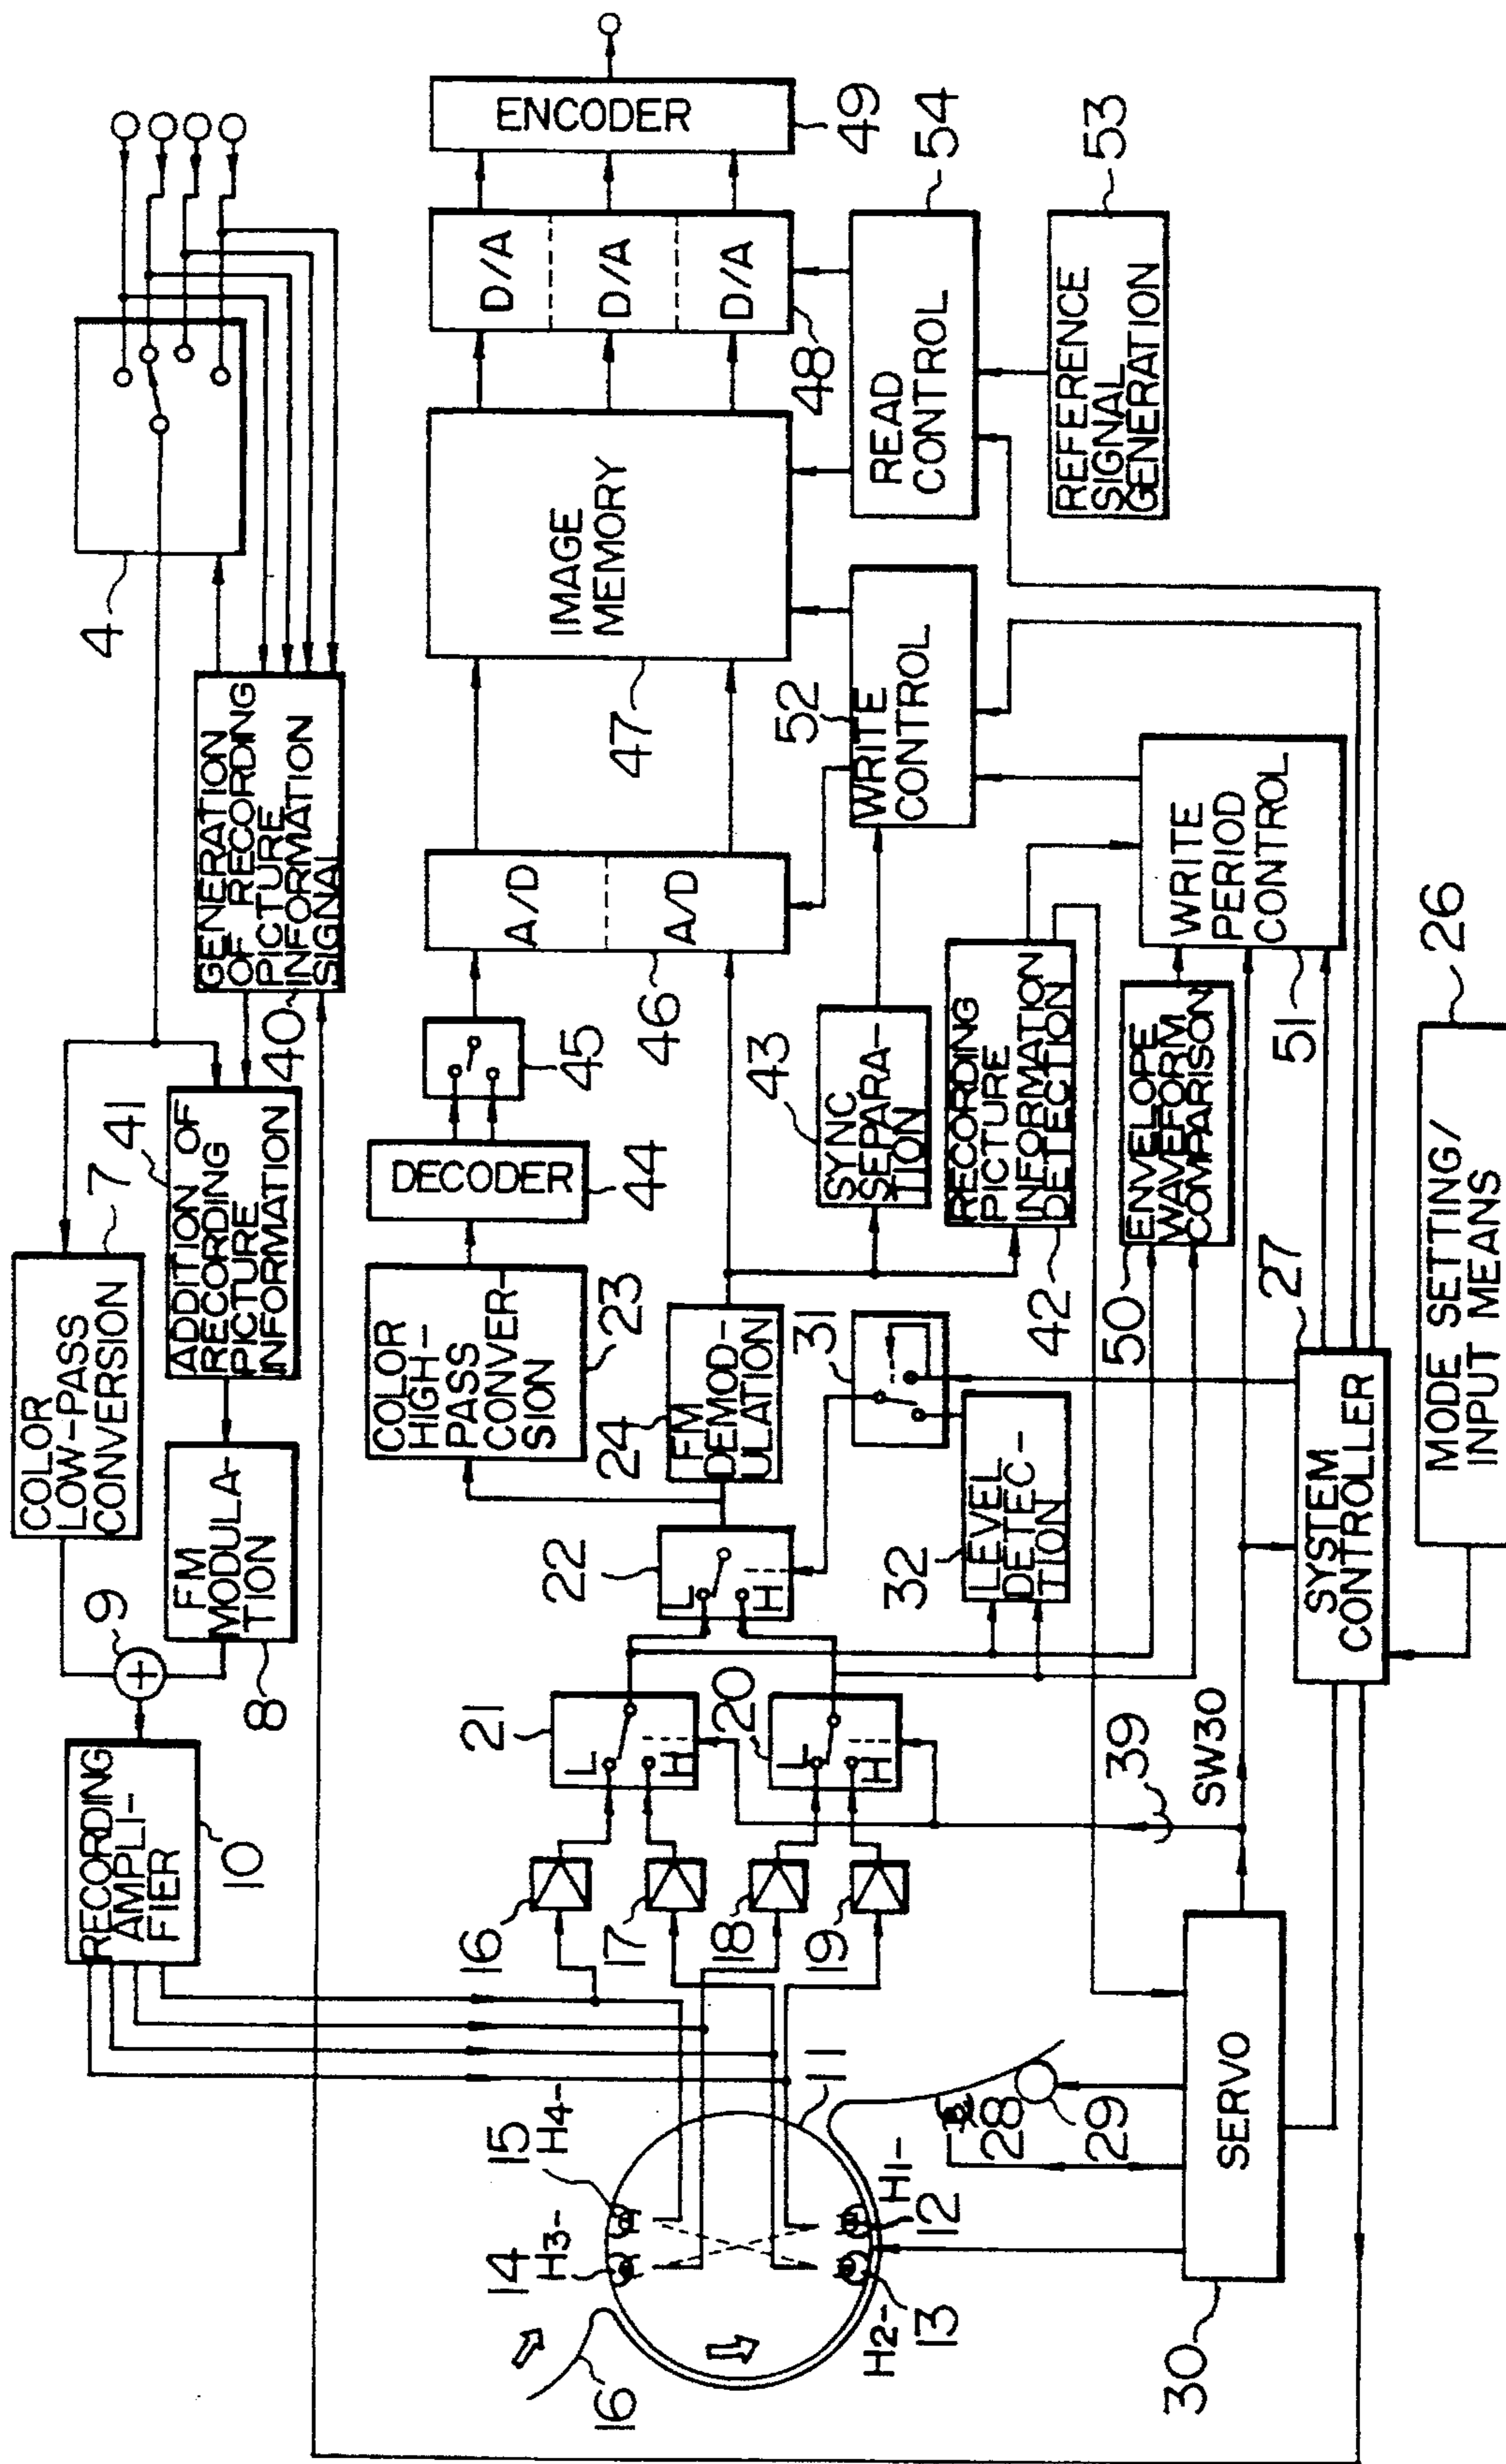 4
GENERATION
OF RECORDING
PICTURE
INFORMATION
SIGNAL
40
COLOR
LOW-PASS
CONVERSION
7
ADDITION OF
RECORDING
PICTURE
INFORMATION
41
FM
MODULA-
TION
8
9
+
RECORDING
AMPLI-
FIER
10
ENCODER
49
D/A
D/A
D/A
48
IMAGE
MEMORY
47
A/D
A/D
46
45
DECODER
44
COLOR
HIGH-
PASS
CONVER-
SION
23
24
FM
DEMOD-
ULATION
22
L
H
21
L
H
20
L
H
16
17
18
19
READ
CONTROL
54
REFERENCE
SIGNAL
GENERATION
53
52
WRITE
CONTROL
SYNC
SEPARA-
TION
43
RECORDING
PICTURE
INFORMATION
DETECTION
42
WRITE
PERIOD
CONTROL
51
ENVELOPE
WAVEFORM
COMPARISON
50
31
LEVEL
DETEC-
TION
32
SYSTEM
CONTROLLER
27
MODE SETTING/
INPUT MEANS
26
39
SW30
SERVO
30
15
H4-
14
H3-
11
H1-
12
H2-
13
16
28
29